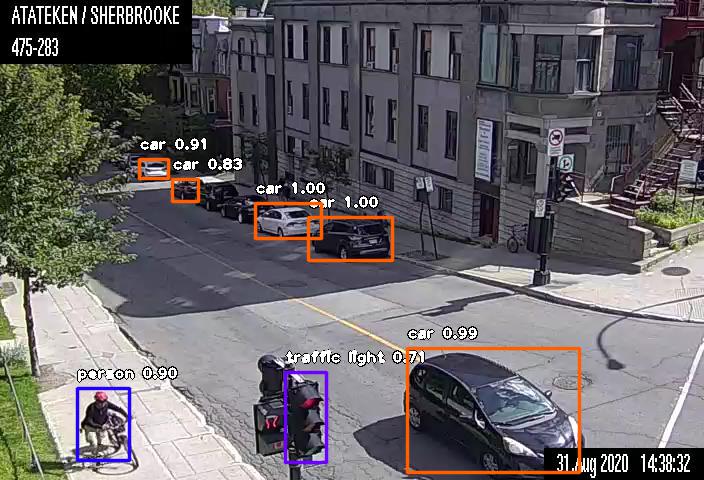 ATATEKEN / SHERBROOKE
475-283
car 0.91
car 0.83
car 1.00
car 1.00
car 0.99
traffic light 0.71
person 0.90
31 Aug 2020 14:38:32